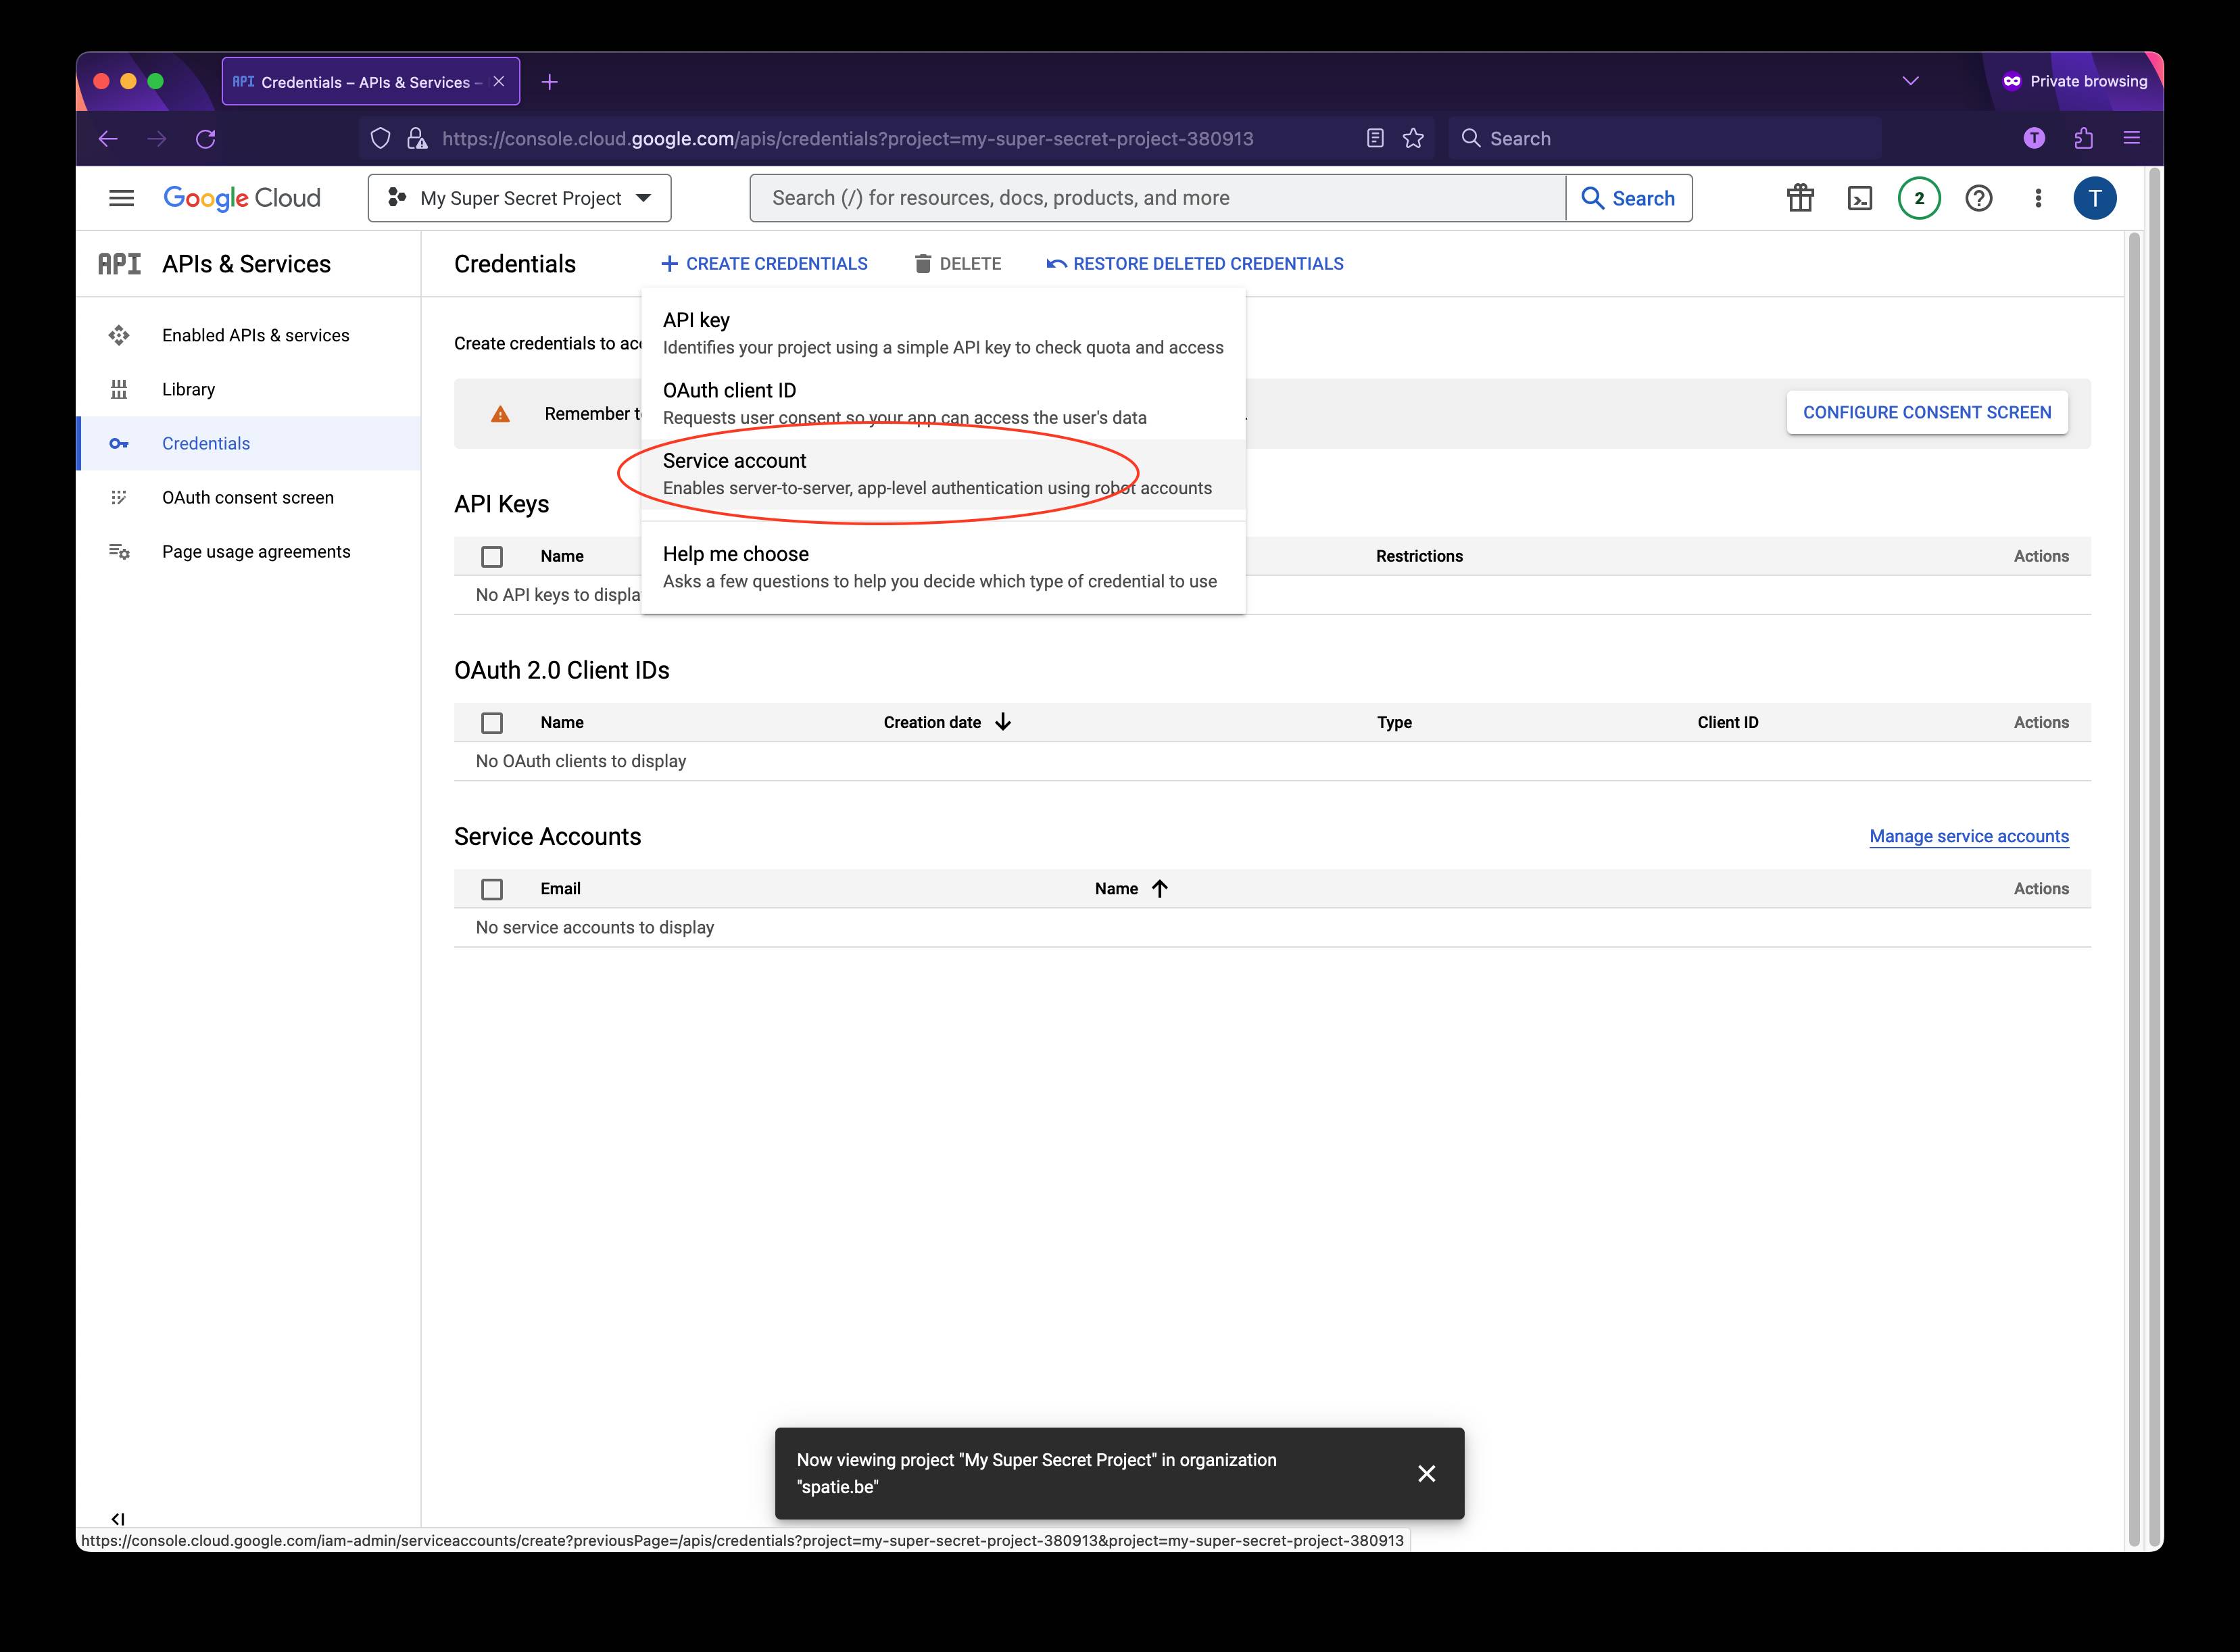 API Credentials – APIs & Services –
Private browsing
https://console.cloud.google.com/apis/credentials?project=my-super-secret-project-380913
Search
T
Google Cloud
My Super Secret Project
Search (/) for resources, docs, products, and more
Search
2
T
API APIs & Services
Enabled APIs & services
Library
Credentials
OAuth consent screen
Page usage agreements
Credentials
CREATE CREDENTIALS
DELETE
RESTORE DELETED CREDENTIALS
Create credentials to
API key
Identifies your project using a simple API key to check quota and access
OAuth client ID
Requests user consent so your app can access the user's data
Service account
Enables server-to-server, app-level authentication using robot accounts
Help me choose
Asks a few questions to help you decide which type of credential to use
Remember
CONFIGURE CONSENT SCREEN
API Keys
Name Restrictions Actions
No API keys to
OAuth 2.0 Client IDs
Name Creation date Type Client ID Actions
No OAuth clients to display
Service Accounts
Manage service accounts
Email Name Actions
No service accounts to display
Now viewing project "My Super Secret Project" in organization
"spatie.be"
https://console.cloud.google.com/iam-admin/serviceaccounts/create?previousPage=/apis/credentials?project=my-super-secret-project-380913&project=my-super-secret-project-380913